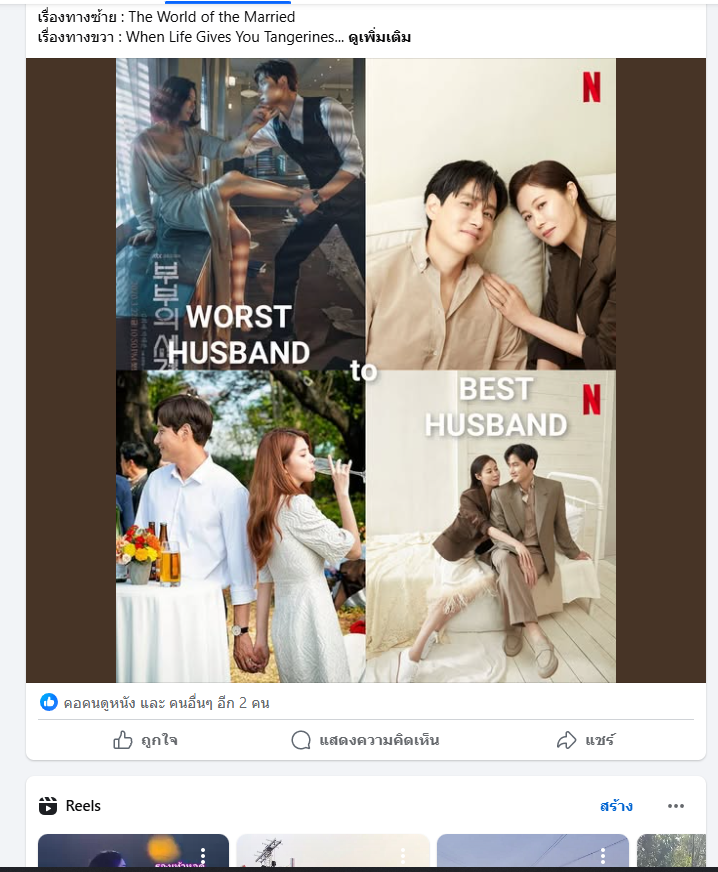 เรื่องทางซ้าย : The World of the Married
เรื่องทางขวา : When Life Gives You Tangerines... ดูเพิ่มเติม
N
부부의
WORST
HUSBAND
to
BEST
HUSBAND
N
คอคนดูหนัง และ คนอื่นๆ อีก 2 คน
ถูกใจ
แสดงความคิดเห็น
แชร์
Reels
สร้าง